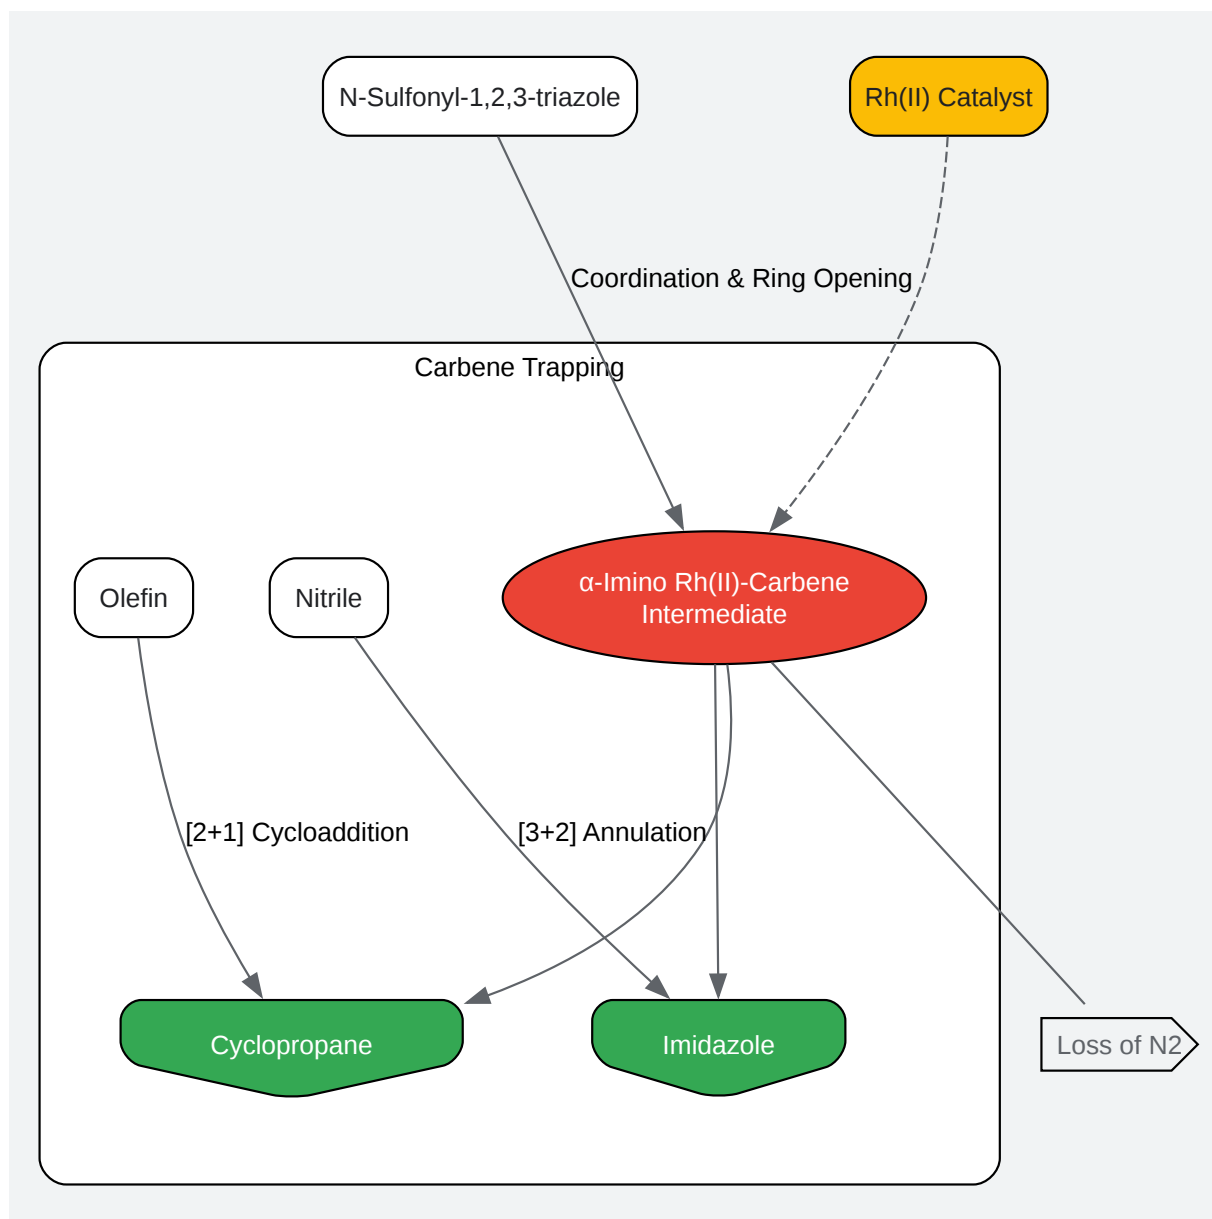 N-Sulfonyl-1,2,3-triazole
Rh(II) Catalyst
Coordination & Ring Opening
Carbene Trapping
Olefin
Nitrile
α-Imino Rh(II)-Carbene
Intermediate
[2+1] Cycloaddition
[3+2] Annulation
Cyclopropane
Imidazole
Loss of N2